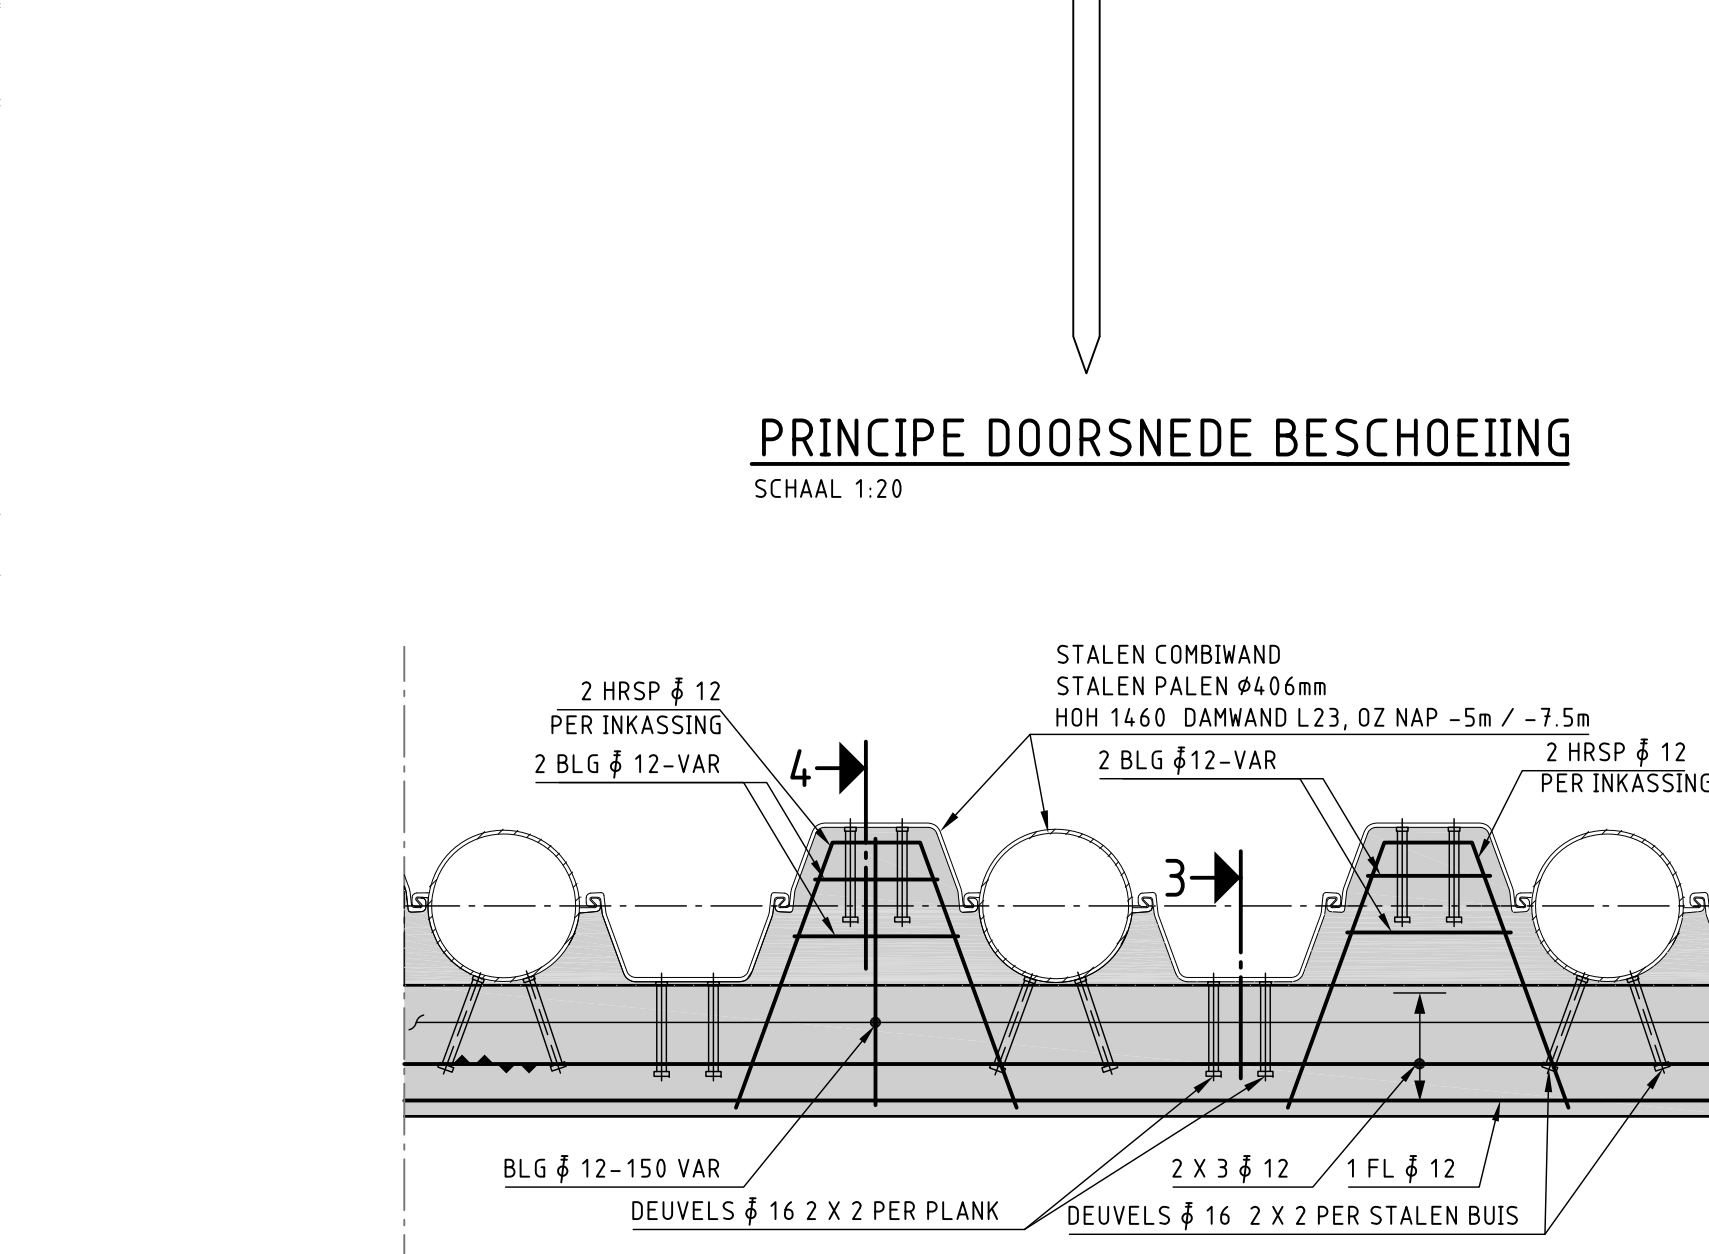 PRINCIPE DOORSNEDE BESCHOEIING
SCHAAL 1:20
STALEN COMBIWAND
STALEN PALEN Ø406mm
HOH 1460 DAMWAND L23, OZ NAP -5m / -7.5m
2 HRSP ϕ 12
PER INKASSING
2 BLG ϕ 12-VAR
4
2 BLG ϕ12-VAR
2 HRSP ϕ 12
PER INKASSING
3
BLG ϕ 12-150 VAR
2 X 3 ϕ 12
1 FL ϕ 12
DEUVELS ϕ 16 2 X 2 PER PLANK
DEUVELS ϕ 16 2 X 2 PER STALEN BUIS